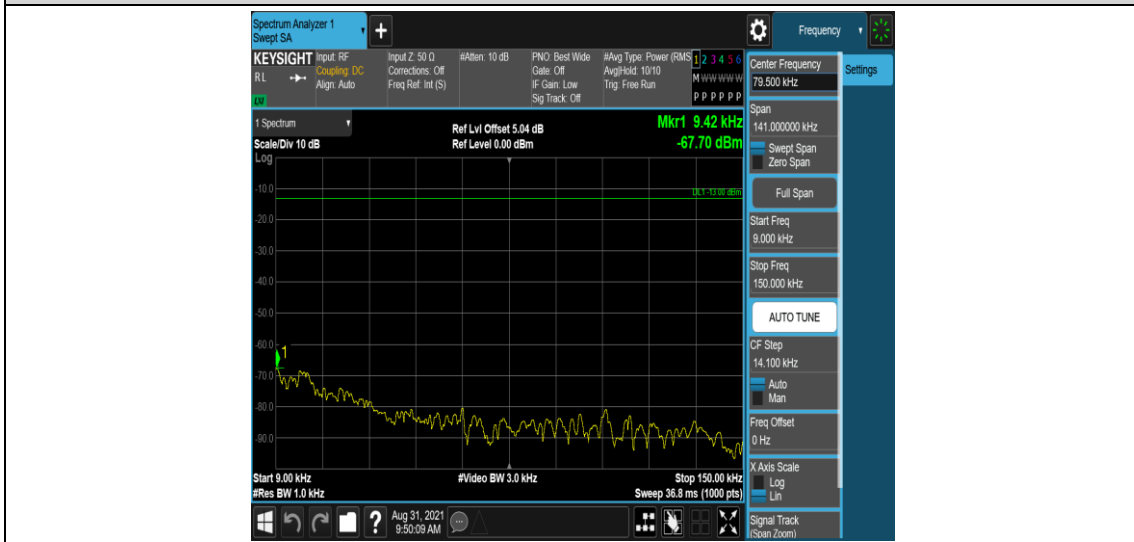 Spectrum Analyzer 1
Swept SA
+
Frequency
KEYSIGHT
RL
LXI
Input: RF
Coupling: DC
Align: Auto
Input Z: 50 Ω
Corrections: Off
Freq Ref: Int (S)
#Atten: 10 dB
PNO: Best Wide
Gate: Off
IF Gain: Low
Sig Track: Off
#Avg Type: Power (RMS
Avg|Hold: 10/10
Trig: Free Run
1 2 3 4 5 6
M W W W W W
P P P P P P
Center Frequency
79.500 kHz
Settings
Span
141.000000 kHz
Swept Span
Zero Span
Full Span
Start Freq
9.000 kHz
Stop Freq
150.000 kHz
AUTO TUNE
CF Step
14.100 kHz
Auto
Man
Freq Offset
0 Hz
X Axis Scale
Log
Lin
Signal Track
(Span Zoom)
1 Spectrum
Scale/Div 10 dB
Log
Ref Lvl Offset 5.04 dB
Ref Level 0.00 dBm
Mkr1 9.42 kHz
-67.70 dBm
DL1 -13.00 dBm
-10.0
-20.0
-30.0
-40.0
-50.0
-60.0
1
-70.0
-80.0
-90.0
Start 9.00 kHz
#Res BW 1.0 kHz
#Video BW 3.0 kHz
Stop 150.00 kHz
Sweep 36.8 ms (1000 pts)
?
Aug 31, 2021
9:50:09 AM